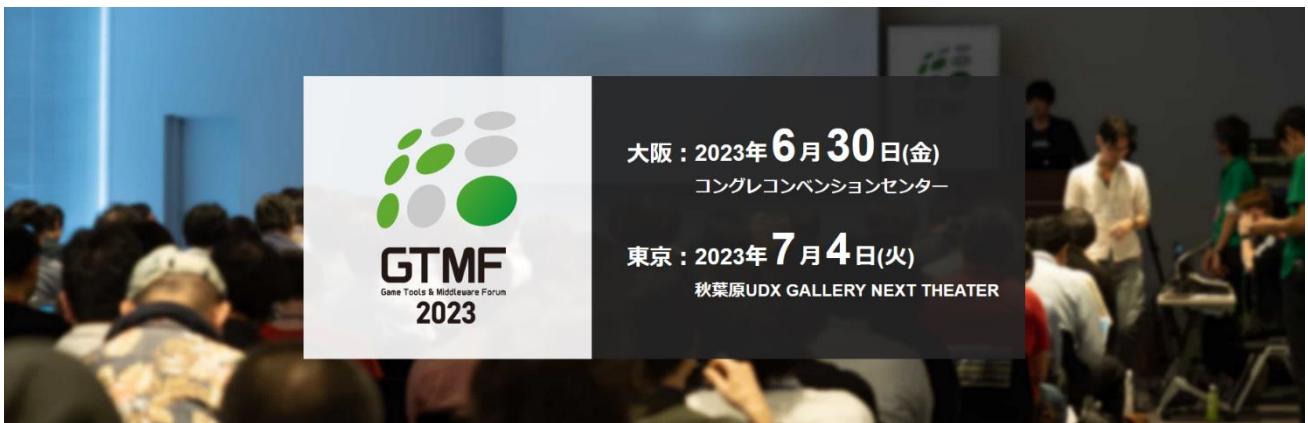 GTMF
Game Tools & Middleware Forum
2023
大阪：2023年6月30日(金)
コングレコンベンションセンター
東京：2023年7月4日(火)
秋葉原UDX GALLERY NEXT THEATER
GTMF